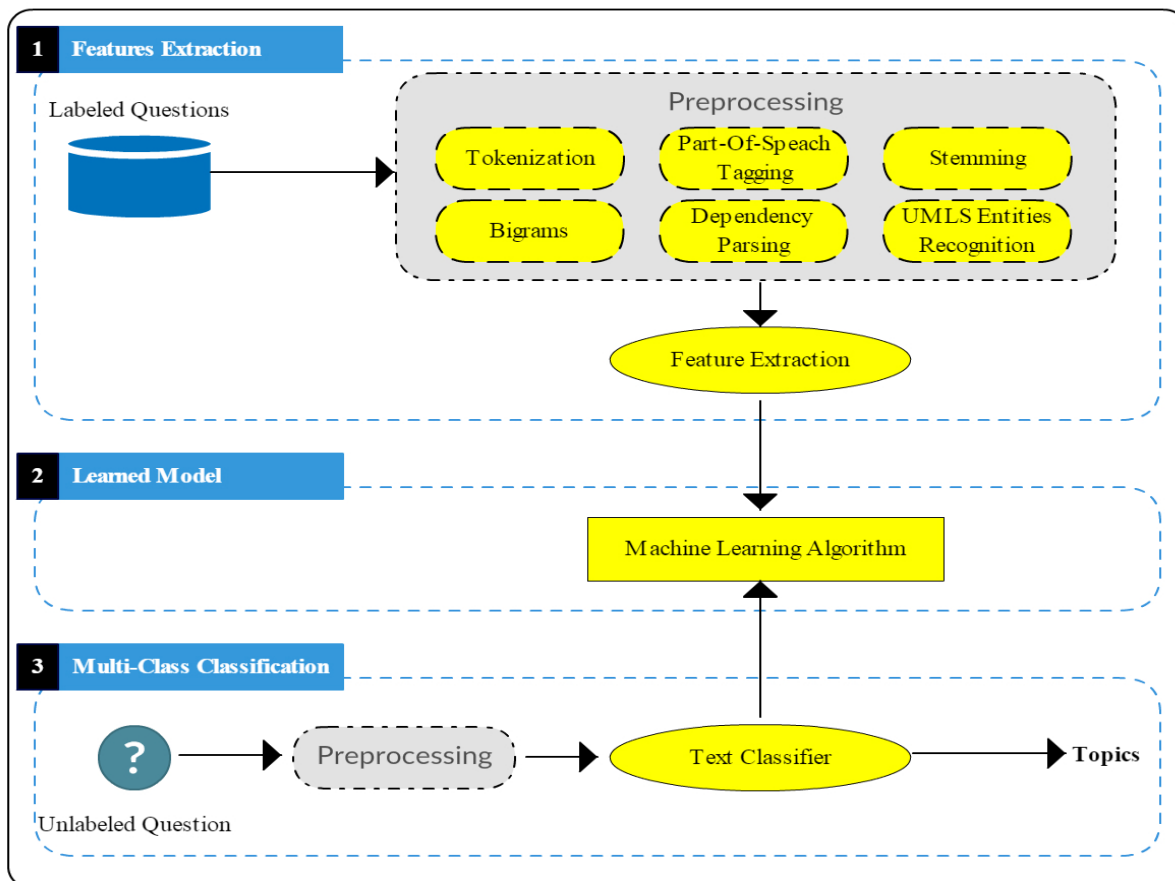 1 Features Extraction
Labeled Questions
Preprocessing
Tokenization
Part-Of-Speach
Tagging
Stemming
Bigrams
Dependency
Parsing
UMLS Entities
Recognition
Feature Extraction
2 Learned Model
Machine Learning Algorithm
3 Multi-Class Classification
?
Unlabeled Question
Preprocessing
Text Classifier
Topics